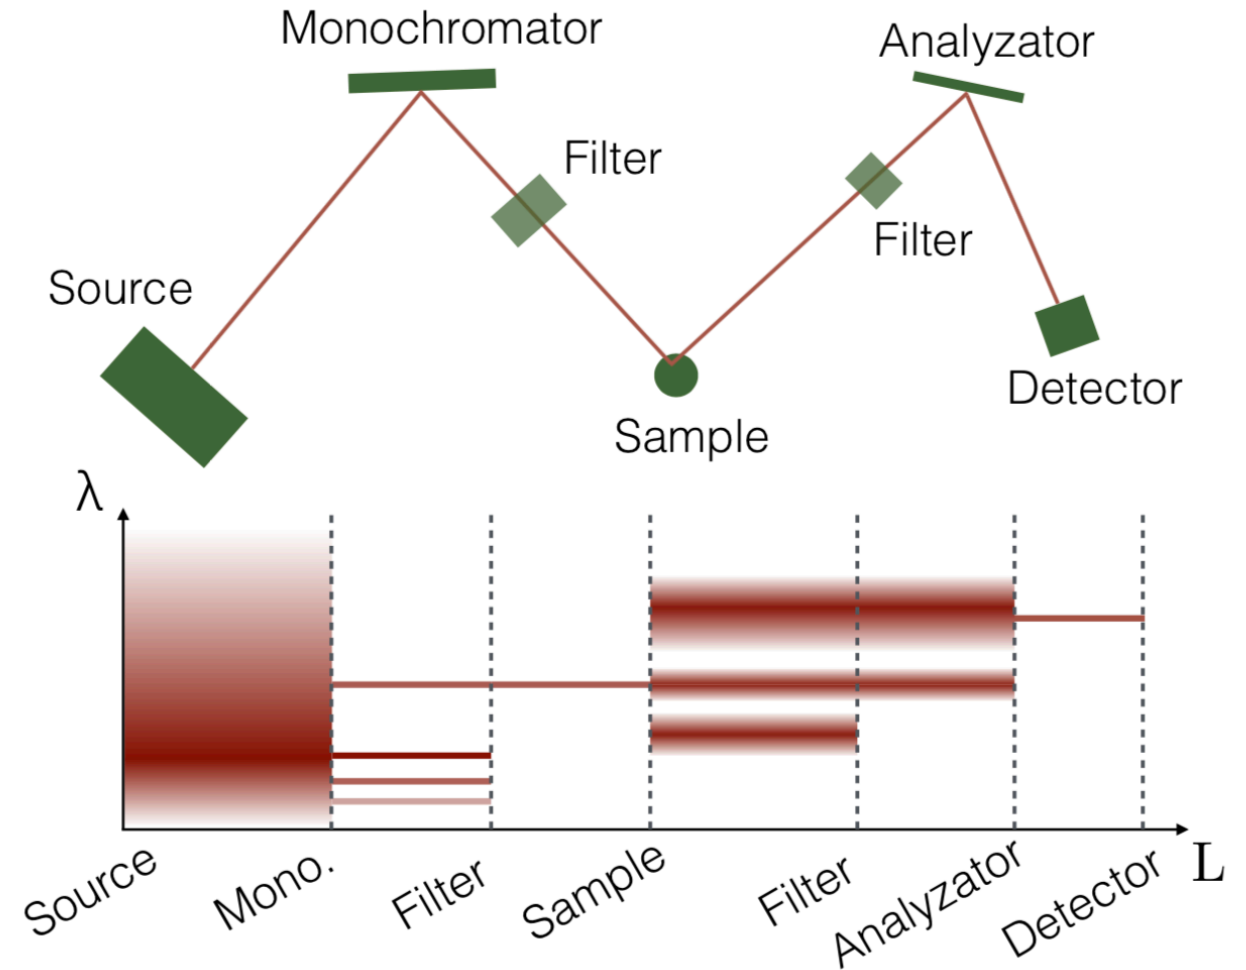 Monochromator
Analyzator
Filter
Filter
Source
Detector
Sample
λ
Source
Mono.
Filter
Sample
Filter
Analyzator
Detector
L